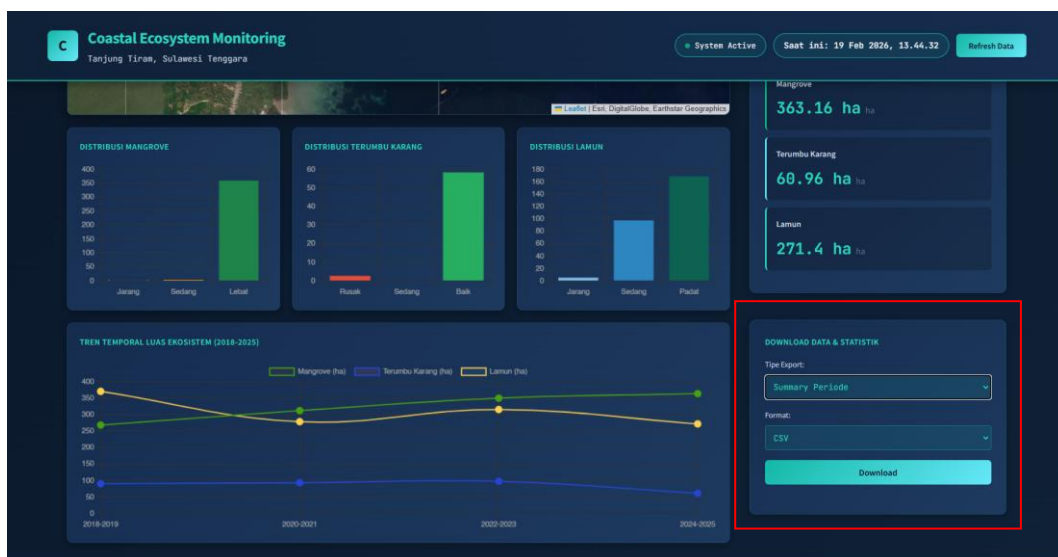 C
Coastal Ecosystem Monitoring
Tanjung Tiram, Sulawesi Tenggara
System Active
Saat ini: 19 Feb 2026, 13.44.32
Refresh Data
Leaflet | Esri, DigitalGlobe, Earthstar Geographics
Mangrove
363.16 ha ha
Terumbu Karang
60.96 ha ha
Lamun
271.4 ha ha
DISTRIBUSI MANGROVE
400
350
300
250
200
150
100
50
0
Jarang Sedang Lebat
DISTRIBUSI TERUMBU KARANG
60
50
40
30
20
10
0
Rusak Sedang Baik
DISTRIBUSI LAMUN
180
160
140
120
100
80
60
40
20
0
Jarang Sedang Padat
TREN TEMPORAL LUAS EKOSISTEM (2018-2025)
Mangrove (ha) Terumbu Karang (ha) Lamun (ha)
400
350
300
250
200
150
100
50
0
2018-2019 2020-2021 2022-2023 2024-2025
DOWNLOAD DATA & STATISTIK
Tipe Export:
Summary Periode
Format:
CSV
Download